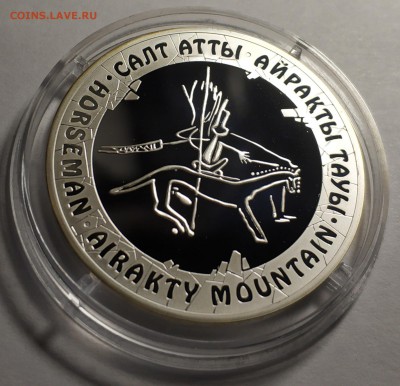 COINS.LAVE.RU
САЛТ АТТЫ · АЙРАКТЫ ТАУЫ ·
HORSEMAN · AIRAKTY MOUNTAIN ·